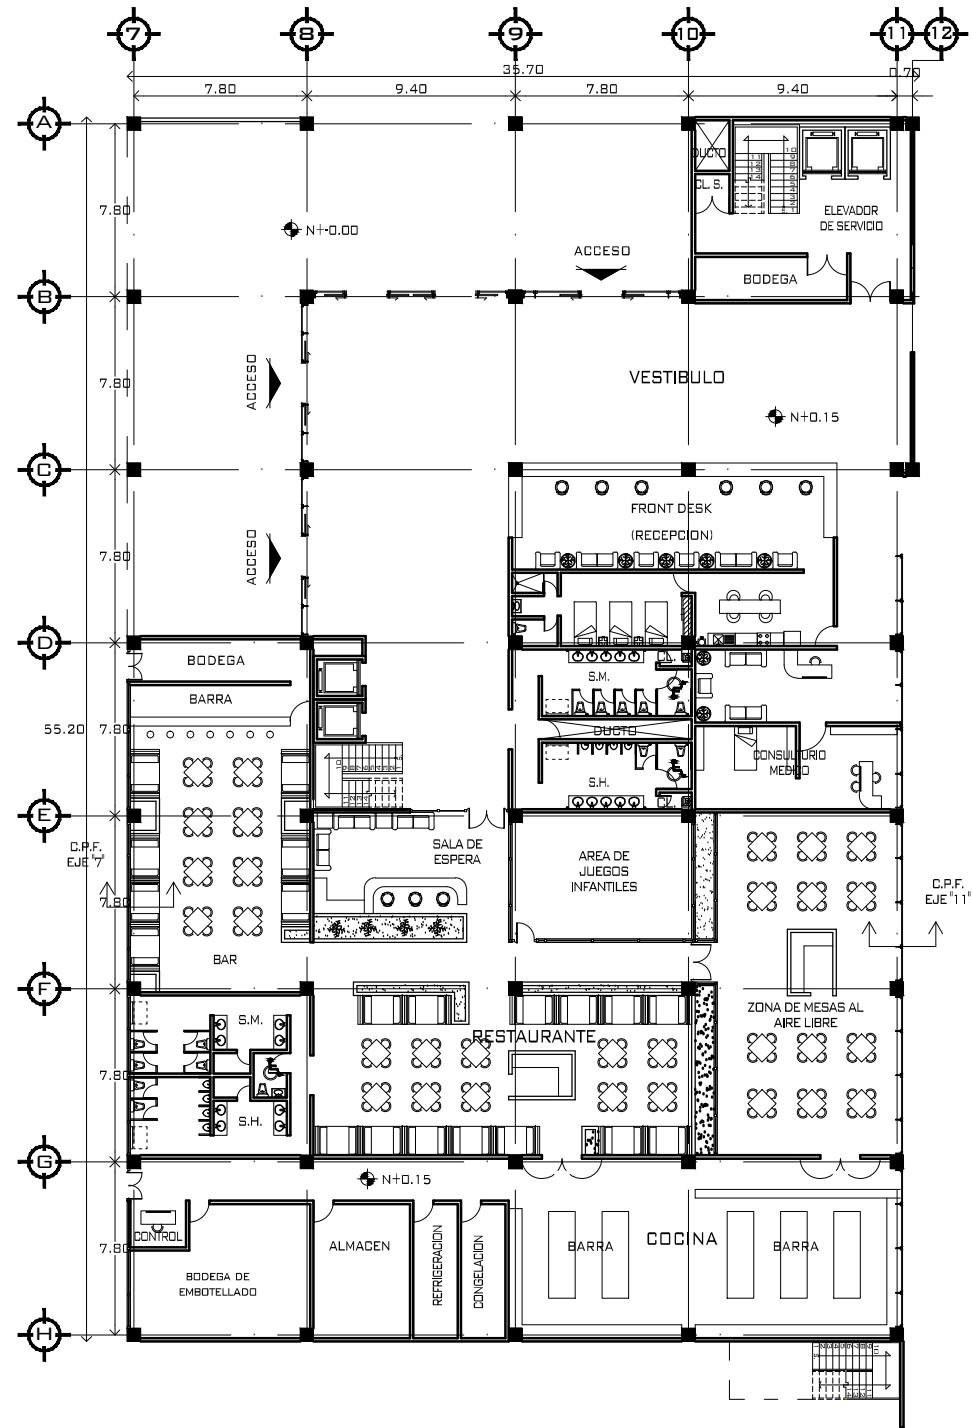 7 8 9 10 11 12
35.70
0.70
7.80 9.40 7.80 9.40
A
DUCTO
CL. S.
7.80
ELEVADOR
DE SERVICIO
N+-0.00
ACCESO
BODEGA
B
VESTIBULO
7.80
ACCESO
N+0.15
C
FRONT DESK
(RECEPCION)
7.80
ACCESO
D
BODEGA
S.M.
BARRA
55.20
7.80
DUCTO
CONSULTORIO
MEDICO
S.H.
E
C.P.F.
EJE "7"
SALA DE
ESPERA
AREA DE
JUEGOS
INFANTILES
C.P.F.
EJE "11"
7.80
BAR
F
ZONA DE MESAS AL
AIRE LIBRE
S.M.
RESTAURANTE
7.80
S.H.
G
N+0.15
CONTROL
7.80
ALMACEN
REFRIGERACION
CONGELACION
BARRA
COCINA
BARRA
BODEGA DE
EMBOTELLADO
H